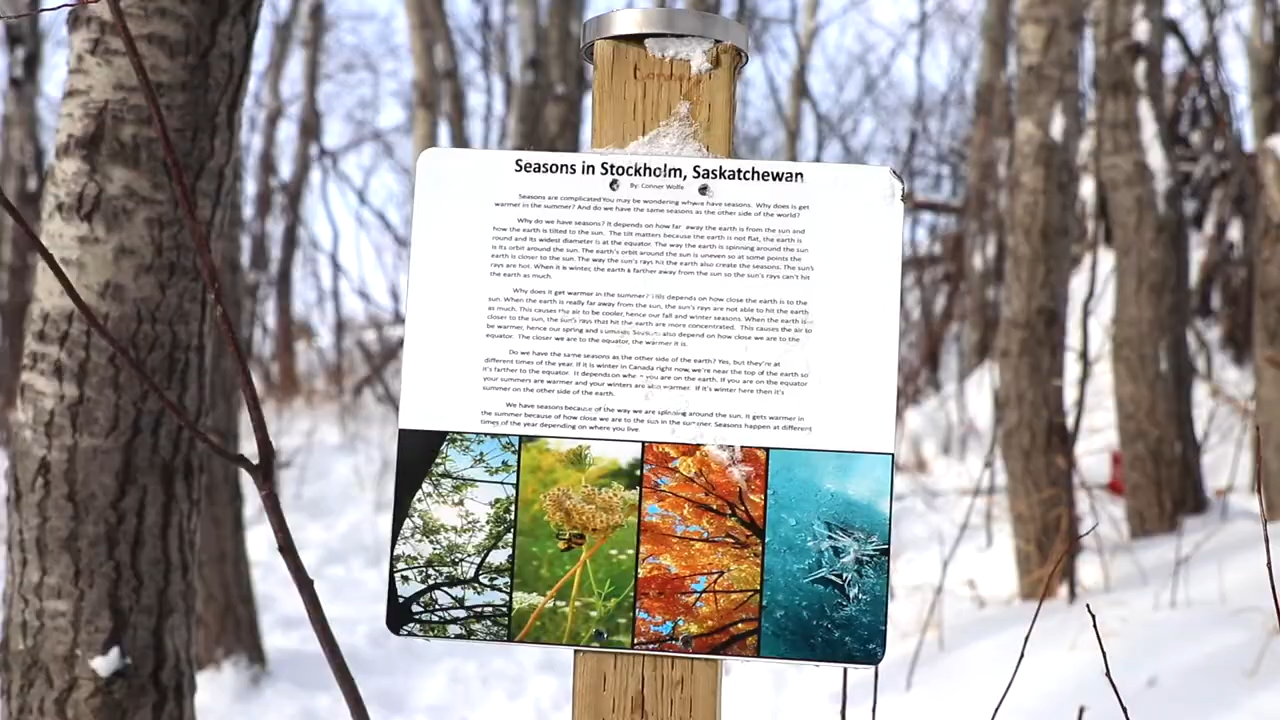 Conner
Seasons in Stockholm, Saskatchewan
By: Conner Wolfe
Seasons are complicated You may be wondering why we have seasons. Why does is get
warmer in the summer? And do we have the same seasons as the other side of the world?
Why do we have seasons? It depends on how far away the earth is from the sun and
how the earth is tilted to the sun. The tilt matters because the earth is not flat, the earth is
round and its widest diameter is at the equator. The way the earth is spinning around the sun
is its orbit around the sun. The earth's orbit around the sun is uneven so at some points the
earth is closer to the sun. The way the sun's rays hit the earth also create the seasons. The sun's
rays are hot. When it is winter, the earth is farther away from the sun so the sun's rays can't hit
the earth as much.
Why does it get warmer in the summer? This depends on how close the earth is to the
sun. When the earth is really far away from the sun, the sun's rays are not able to hit the earth
as much. This causes the air to be cooler, hence our fall and winter seasons. When the earth is
closer to the sun, the sun's rays that hit the earth are more concentrated. This causes the air to
be warmer, hence our spring and summer. Seasons also depend on how close we are to the
equator. The closer we are to the equator, the warmer it is.
Do we have the same seasons as the other side of the earth? Yes, but they're at
different times of the year. If it is winter in Canada right now, we're near the top of the earth so
it's farther to the equator. It depends on where you are on the earth. If you are on the equator
your summers are warmer and your winters are also warmer. If it's winter here then it's
summer on the other side of the earth.
We have seasons because of the way we are spinning around the sun. It gets warmer in
the summer because of how close we are to the sun in the summer. Seasons happen at different
times of the year depending on where you live.